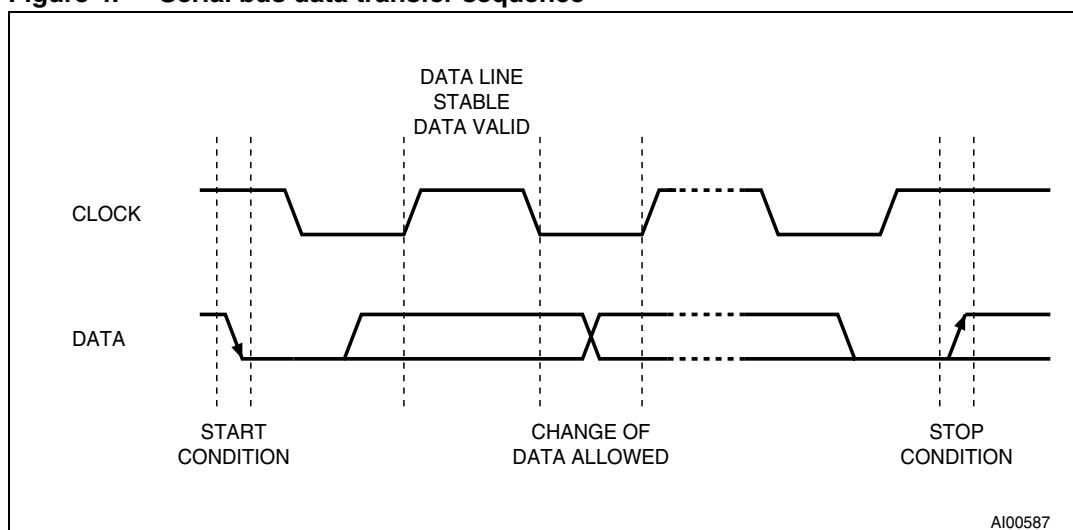 Figure 4. Serial bus data transfer sequence
DATA LINE
STABLE
DATA VALID
CLOCK
DATA
START
CONDITION
CHANGE OF
DATA ALLOWED
STOP
CONDITION
AI00587